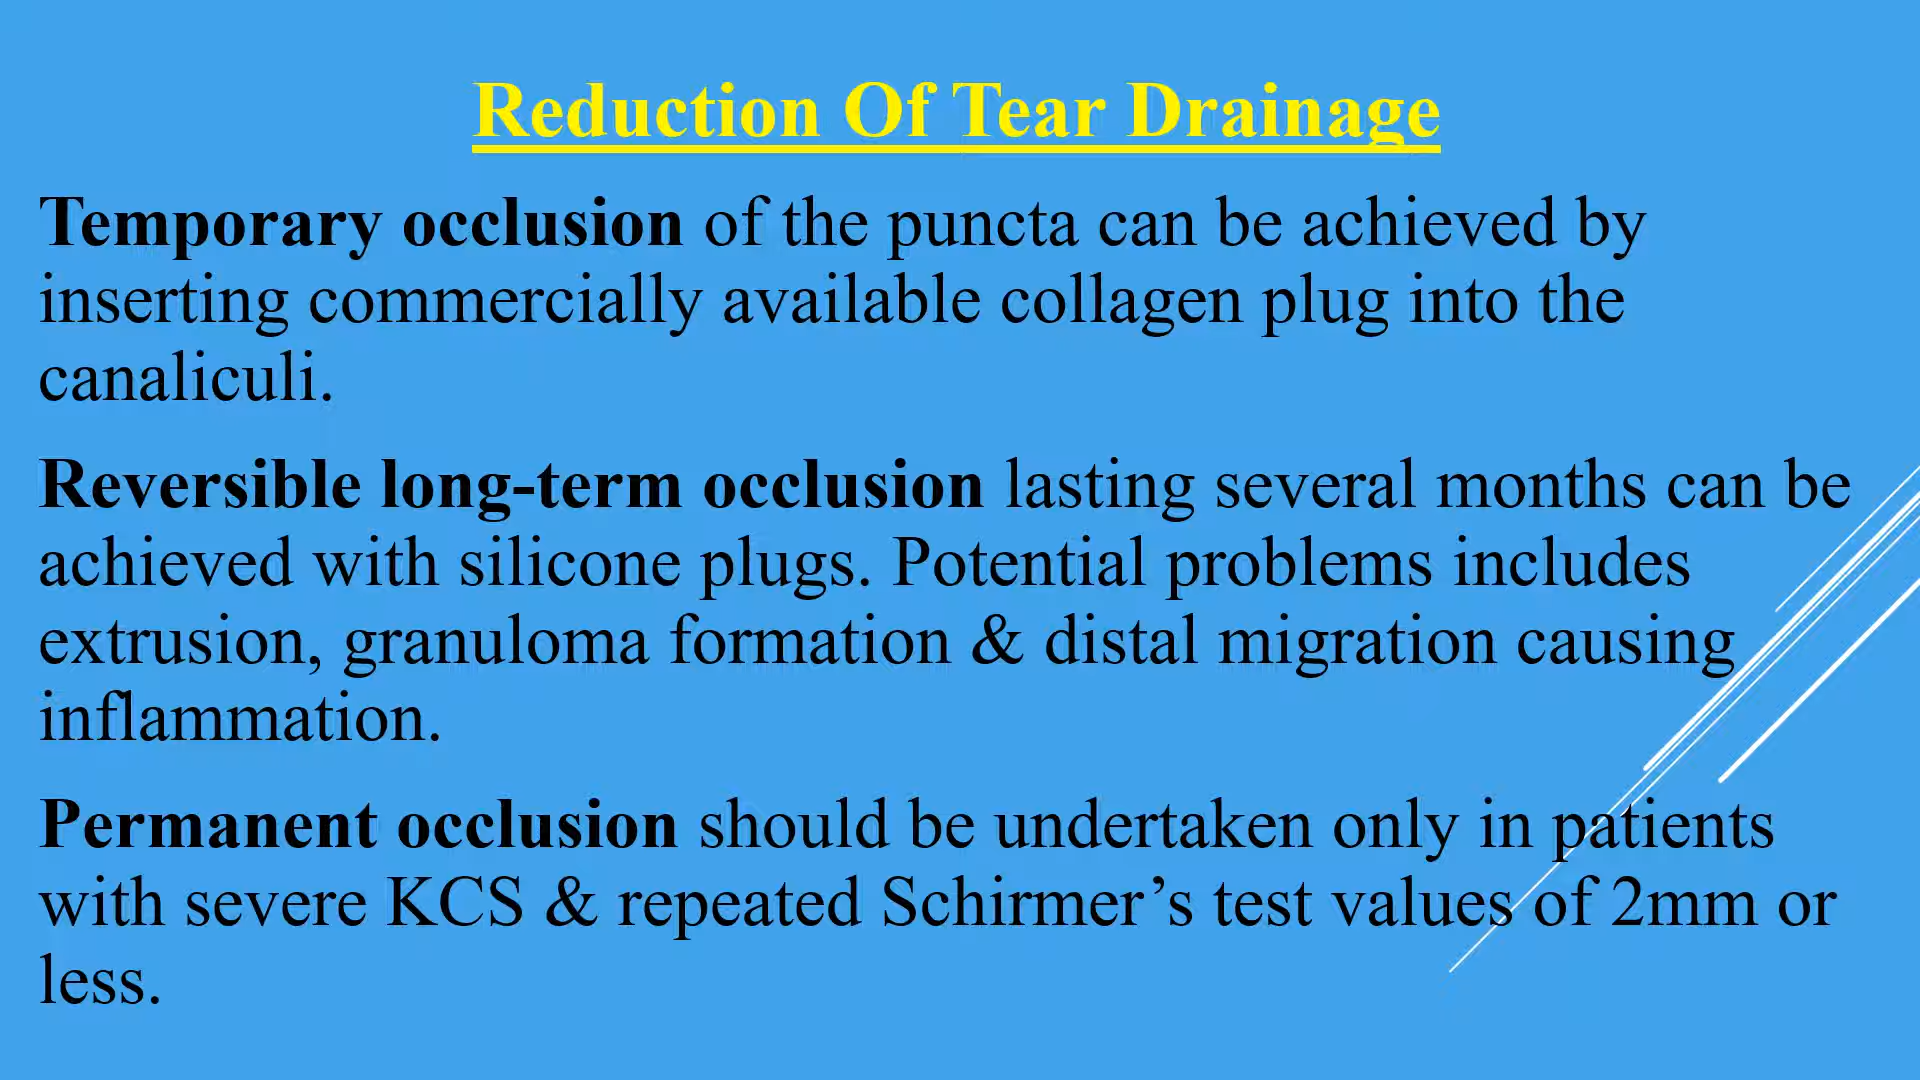 Reduction Of Tear Drainage
Temporary occlusion of the puncta can be achieved by
inserting commercially available collagen plug into the
canaliculi.
Reversible long-term occlusion lasting several months can be
achieved with silicone plugs. Potential problems includes
extrusion, granuloma formation & distal migration causing
inflammation.
Permanent occlusion should be undertaken only in patients
with severe KCS & repeated Schirmer’s test values of 2mm or
less.